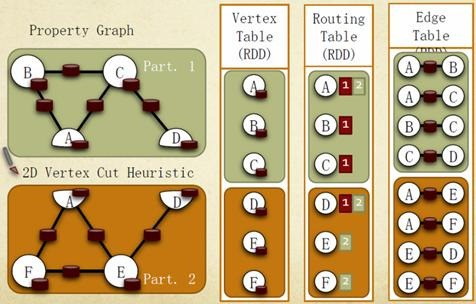 Property Graph
B
C
Part. 1
A
D
2D Vertex Cut Heuristic
A
D
F
E
Part. 2
Vertex
Table
(RDD)
A
B
C
D
E
F
Routing
Table
(RDD)
A 1 2
B 1
C 1
D 1 2
E 2
F 2
Edge
Table
(RDD)
A B
A C
B C
C D
A E
A F
E D
E F